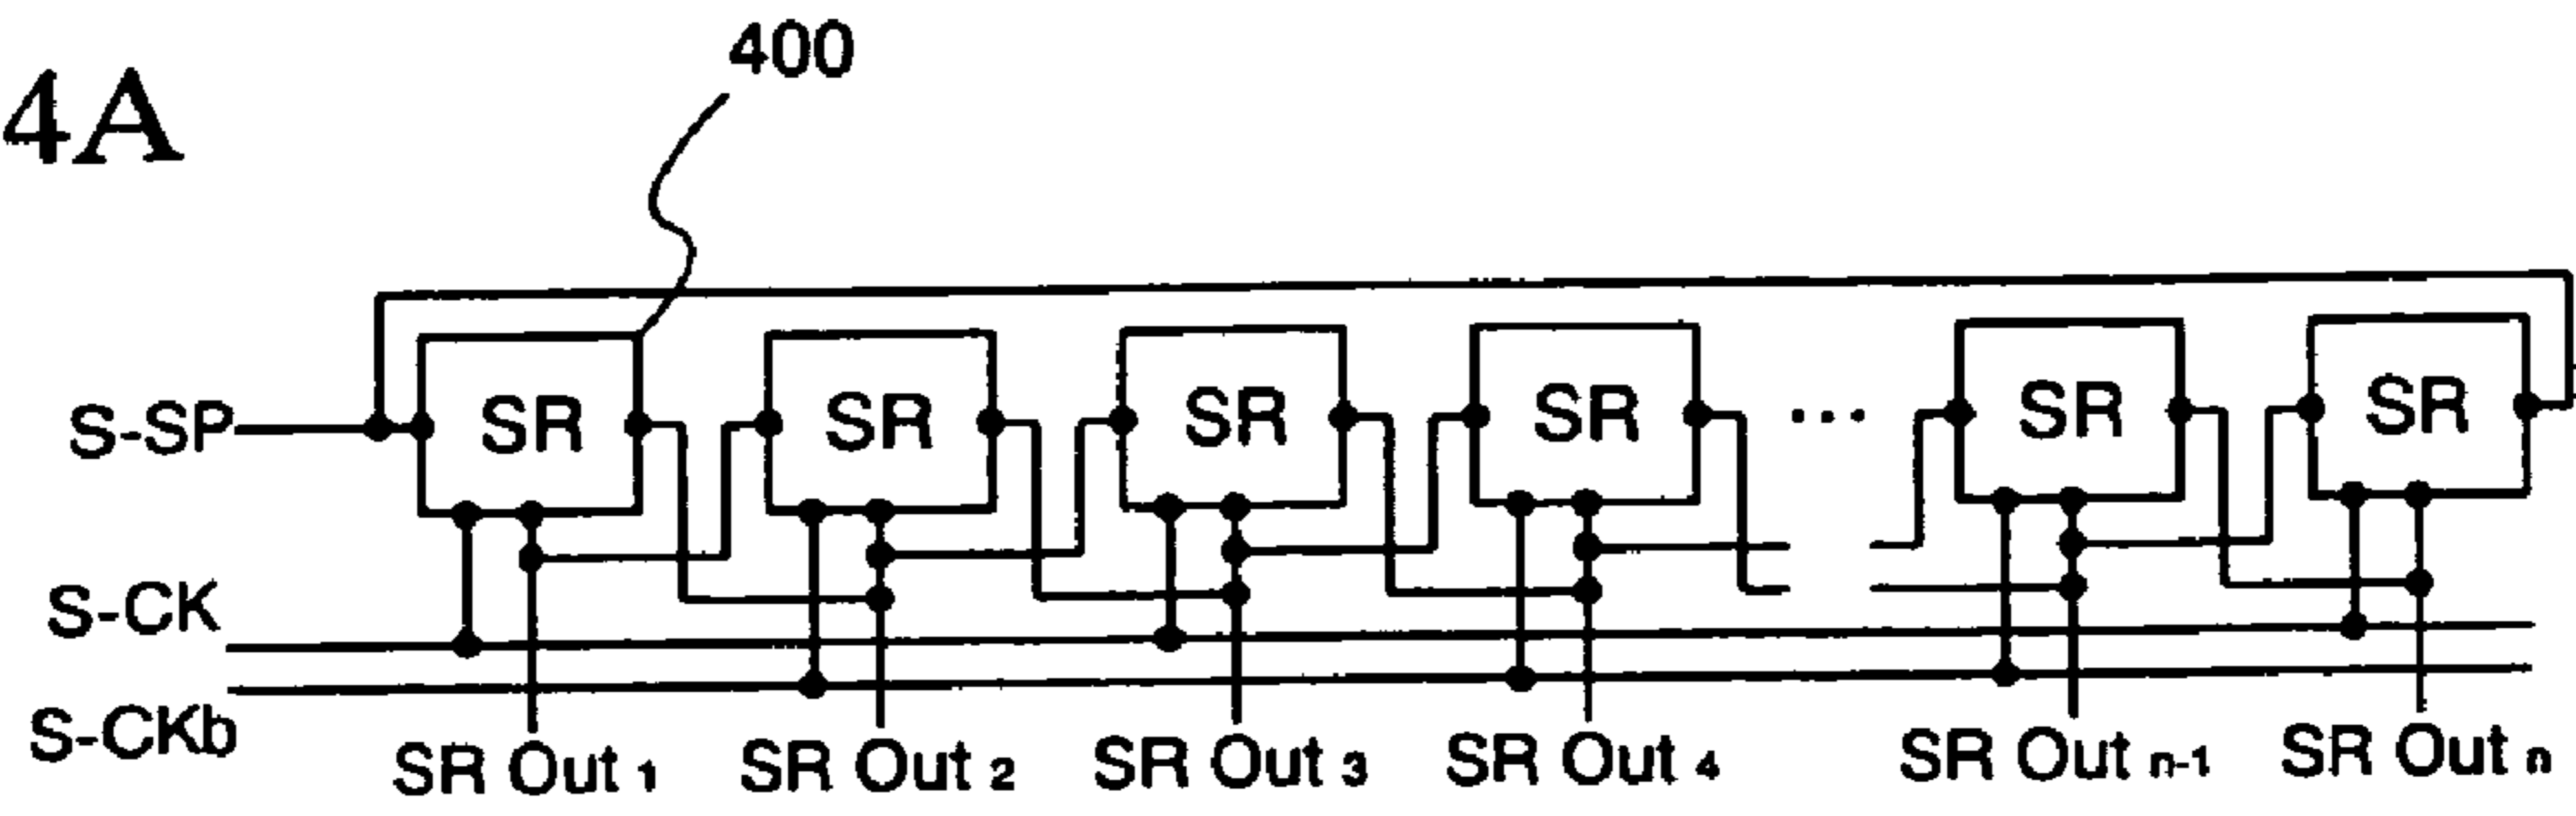 4A
400
S-SP
SR SR SR SR ... SR SR
S-CK
S-CKb
SR Out 1 SR Out 2 SR Out 3 SR Out 4 SR Out n-1 SR Out n